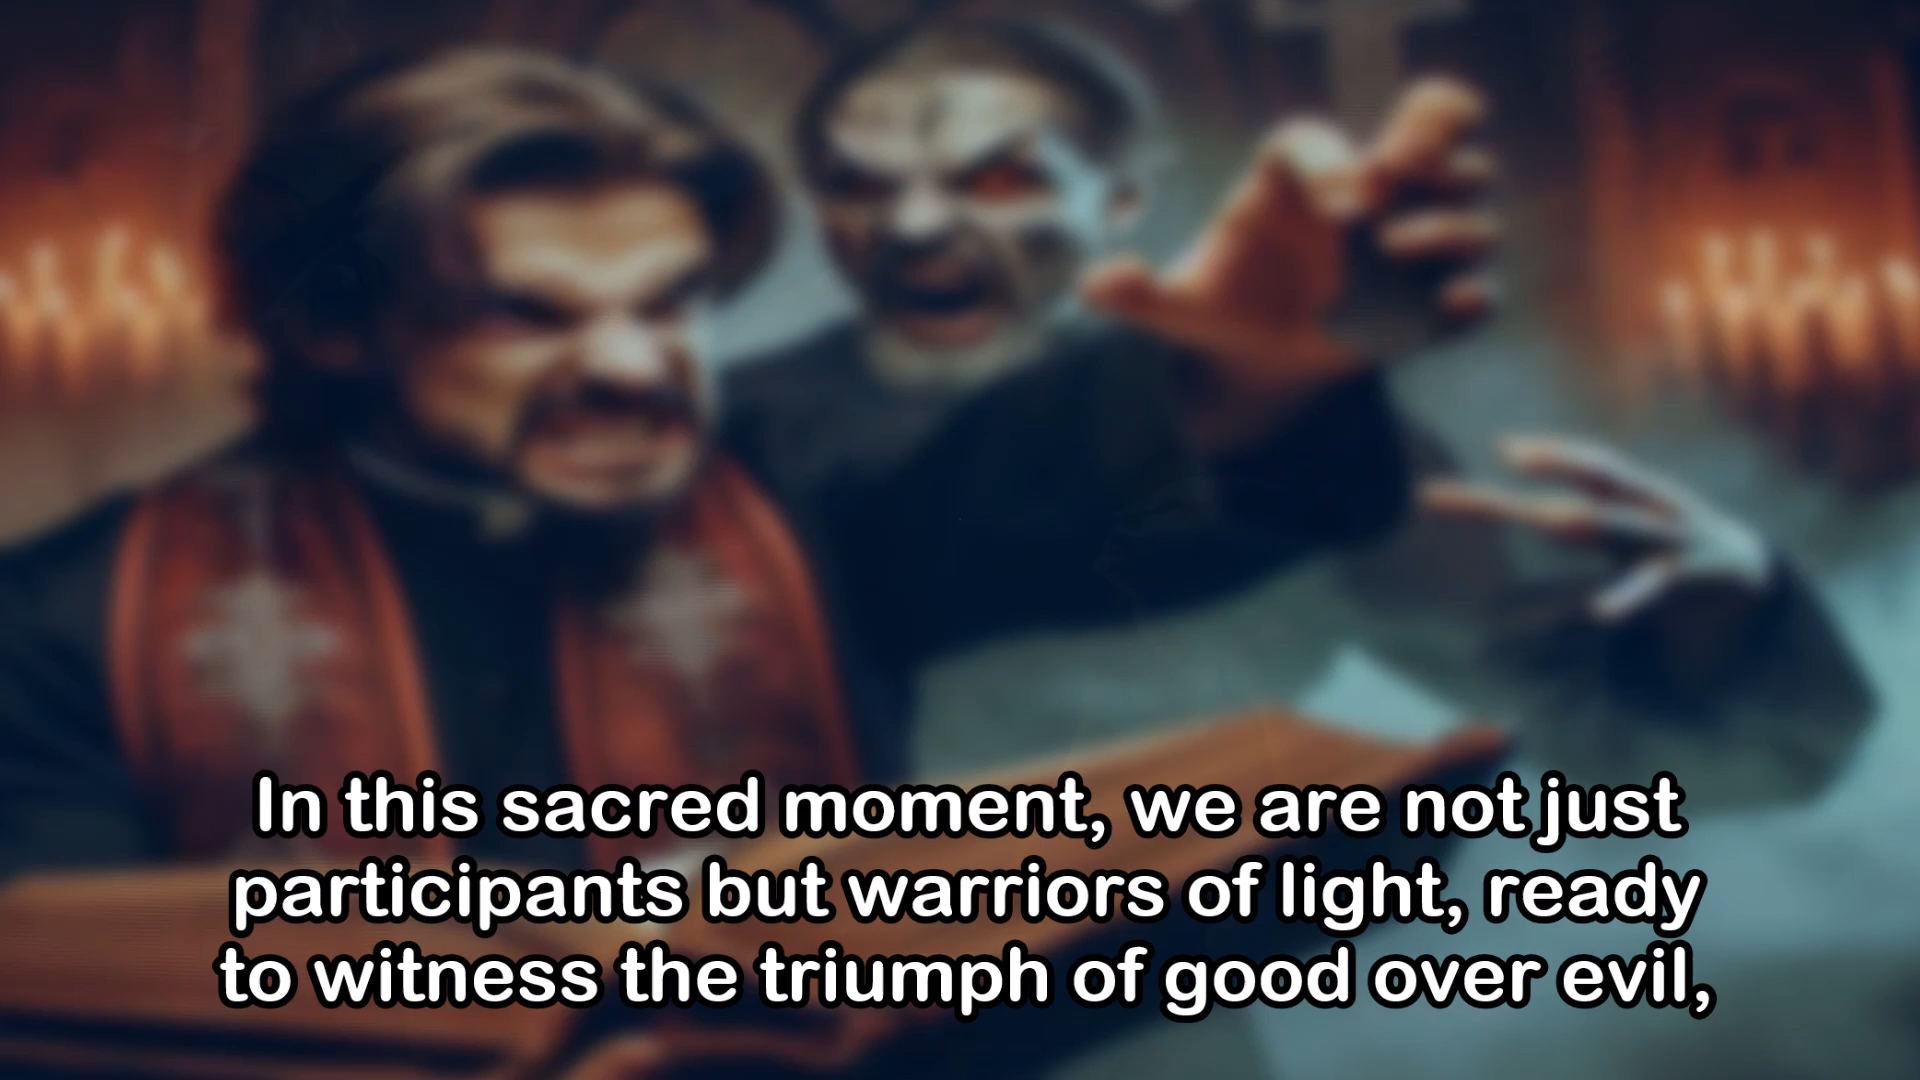 In this sacred moment, we are not just
participants but warriors of light, ready
to witness the triumph of good over evil,